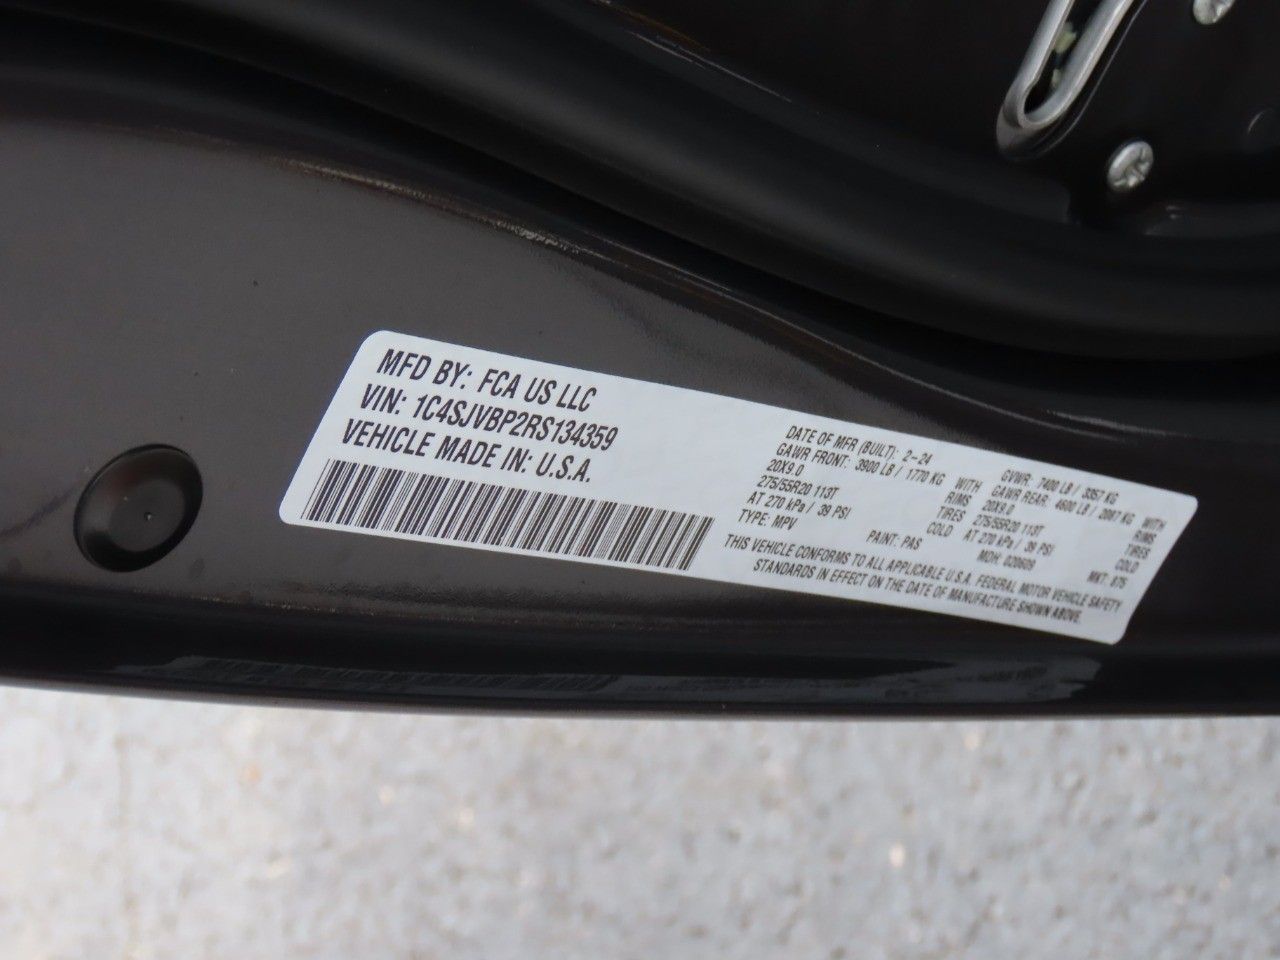 MFD BY: FCA US LLC
VIN: 1C4SJVBP2RS134359
VEHICLE MADE IN: U.S.A.
DATE OF MFR (BUILT): 2-24 GVWR: 7400 LB / 3357 KG
GAWR FRONT: 3900 LB / 1770 KG WITH GAWR REAR: 4600 LB / 2087 KG WITH
20X9.0 RIMS 20X9.0 RIMS
275/55R20 113T TIRES 275/55R20 113T TIRES
AT 270 kPa / 39 PSI COLD AT 270 kPa / 39 PSI COLD
TYPE: MPV PAINT: PAS MDH: 020609 MKT: 875
THIS VEHICLE CONFORMS TO ALL APPLICABLE U.S.A. FEDERAL MOTOR VEHICLE SAFETY
STANDARDS IN EFFECT ON THE DATE OF MANUFACTURE SHOWN ABOVE.